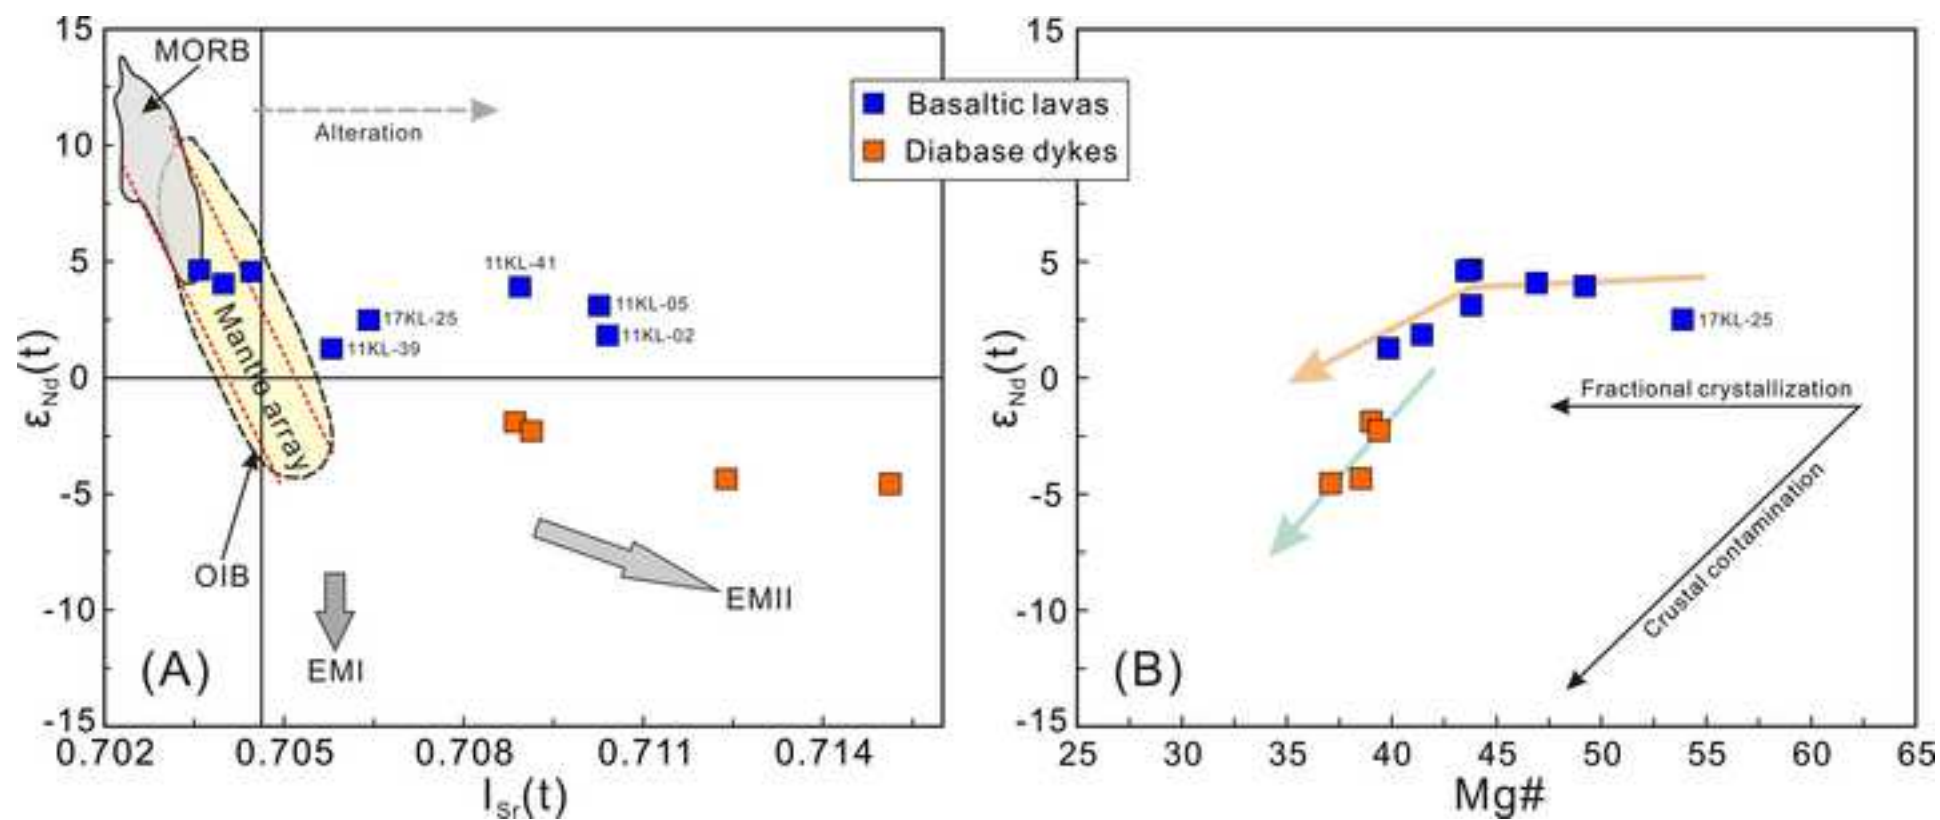 15
10
5
0
-5
-10
-15
εNd(t)
0.702
0.705
0.708
0.711
0.714
ISr(t)
MORB
Alteration
Mantle array
OIB
EMI
EMII
11KL-41
11KL-05
11KL-02
17KL-25
11KL-39
(A)
Basaltic lavas
Diabase dykes
15
5
0
-5
-10
-15
εNd(t)
25
30
35
40
45
50
55
60
65
Mg#
17KL-25
Fractional crystallization
Crustal contamination
(B)